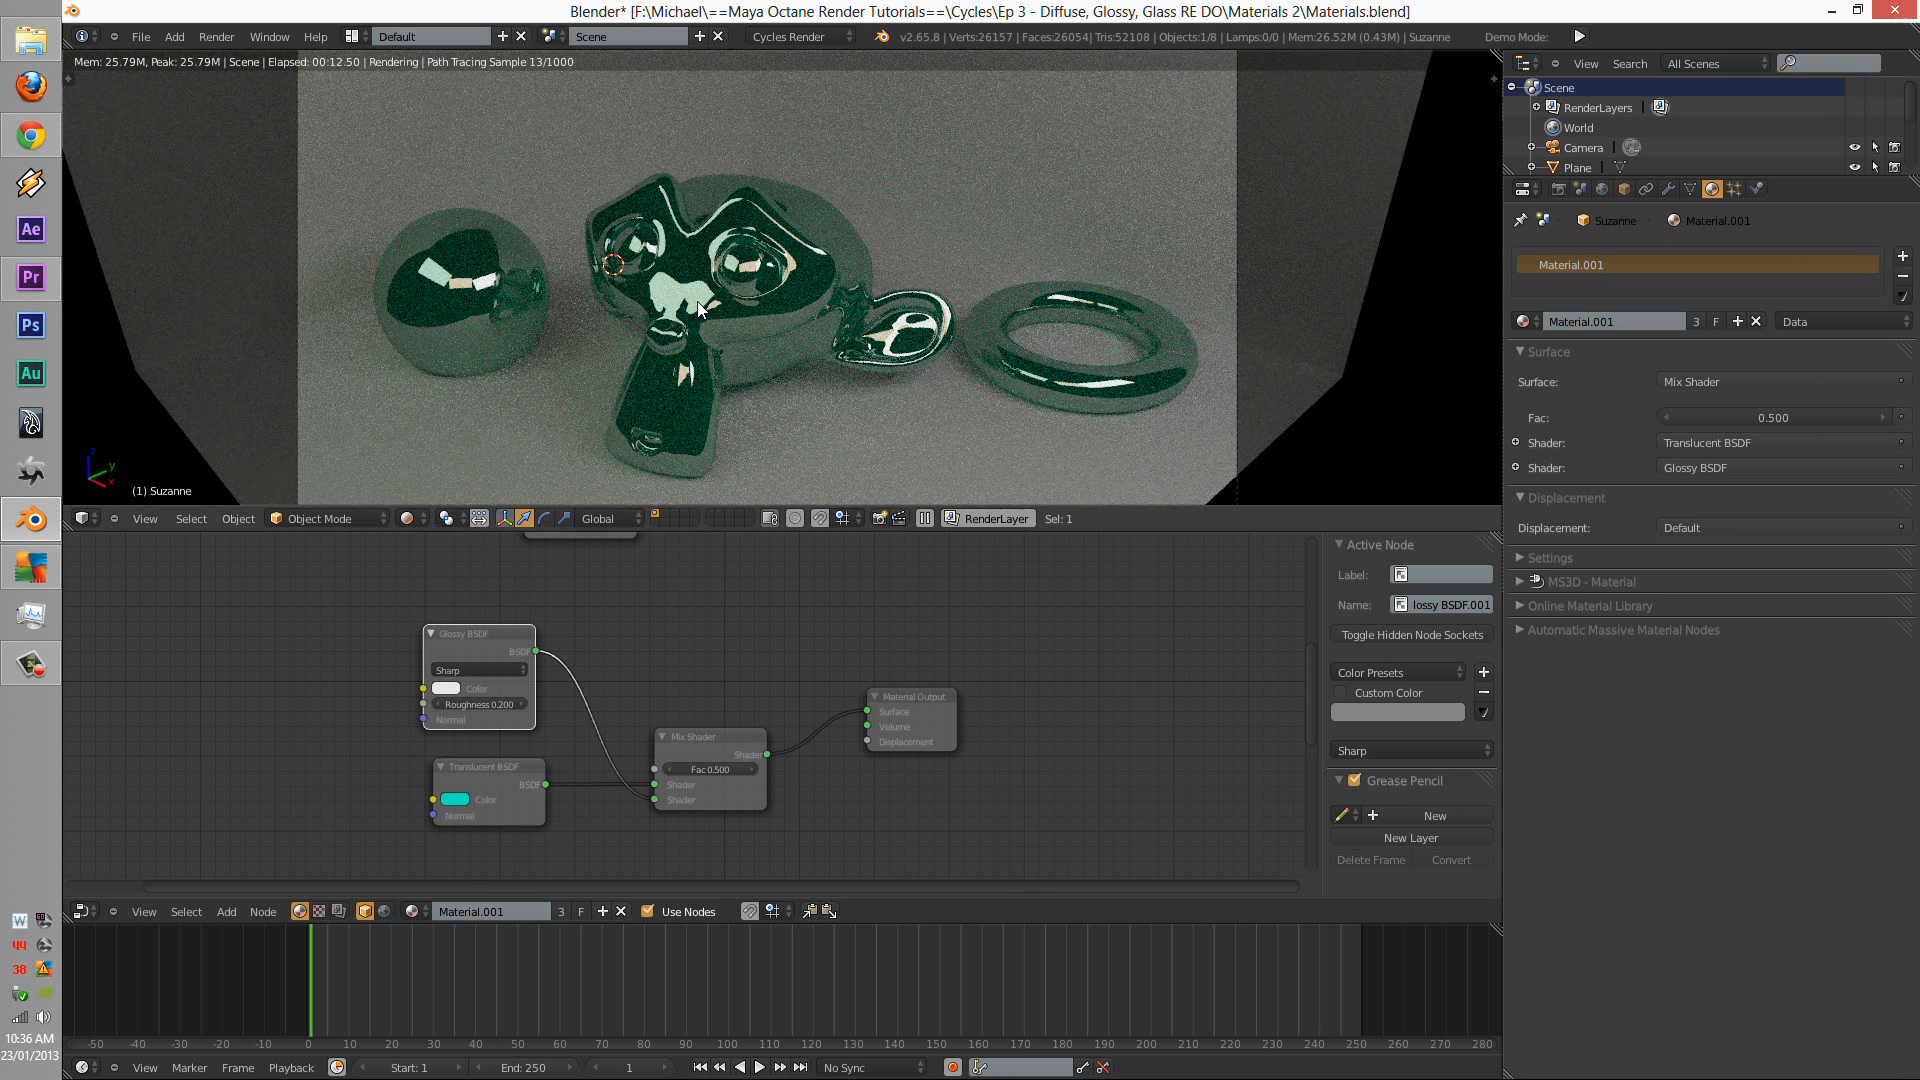 Blender* [F:\Michael\==Maya Octane Render Tutorials==\Cycles\Ep 3 - Diffuse, Glossy, Glass RE DO\Materials 2\Materials.blend]
File Add Render Window Help Default Scene Cycles Render v2.65.8 | Verts:26157 | Faces:26054| Tris:52108 | Objects:1/8 | Lamps:0/0 | Mem:26.52M (0.43M) | Suzanne Demo Mode:
Mem: 25.79M, Peak: 25.79M | Scene | Elapsed: 00:12.50 | Rendering | Path Tracing Sample 13/1000
View Search All Scenes
Scene
RenderLayers
World
Camera
Plane
Suzanne Material.001
Material.001
Material.001 3 F Data
Surface
Surface: Mix Shader
Fac: 0.500
Shader: Translucent BSDF
Shader: Glossy BSDF
Displacement
Displacement: Default
Settings
MS3D - Material
Online Material Library
Automatic Massive Material Nodes
Ae
Pr
Ps
Au
z
y
x
(1) Suzanne
View Select Object Object Mode Global RenderLayer Sel: 1
Glossy BSDF
BSDF
Sharp
Color
Roughness 0.200
Normal
Translucent BSDF
BSDF
Color
Normal
Mix Shader
Shader
Fac 0.500
Shader
Shader
Material Output
Surface
Volume
Displacement
Active Node
Label:
Name: lossy BSDF.001
Toggle Hidden Node Sockets
Color Presets
Custom Color
Sharp
Grease Pencil
New
New Layer
Delete Frame Convert
View Select Add Node Material.001 3 F Use Nodes
-50 -40 -30 -20 -10 0 10 20 30 40 50 60 70 80 90 100 110 120 130 140 150 160 170 180 190 200 210 220 230 240 250 260 270 280
View Marker Frame Playback Start: 1 End: 250 1 No Sync
W
44
38
10:36 AM
23/01/2013